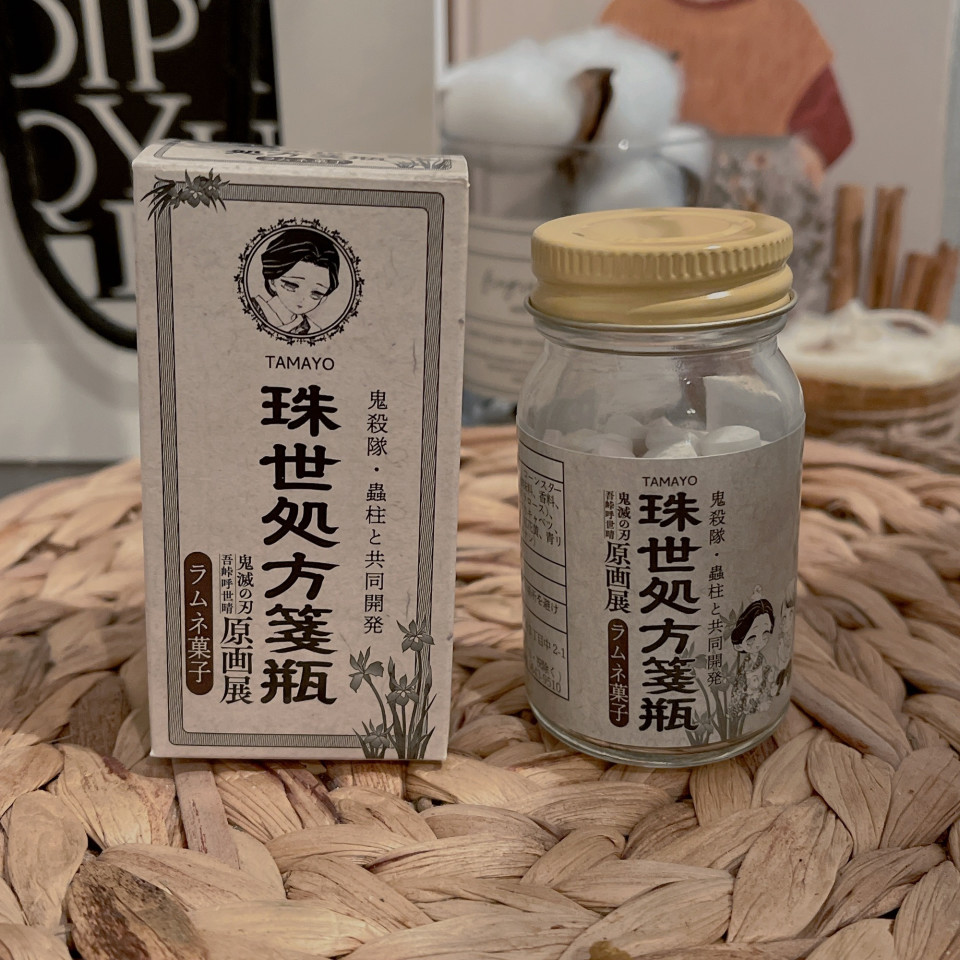 TAMAYO
鬼殺隊・蟲柱と共同開発
珠世処方箋瓶
鬼滅の刃
吾峠呼世晴
原画展
ラムネ菓子
TAMAYO
鬼殺隊・蟲柱と共同開発
珠世処方箋瓶
鬼滅の刃
吾峠呼世晴
原画展
ラムネ菓子